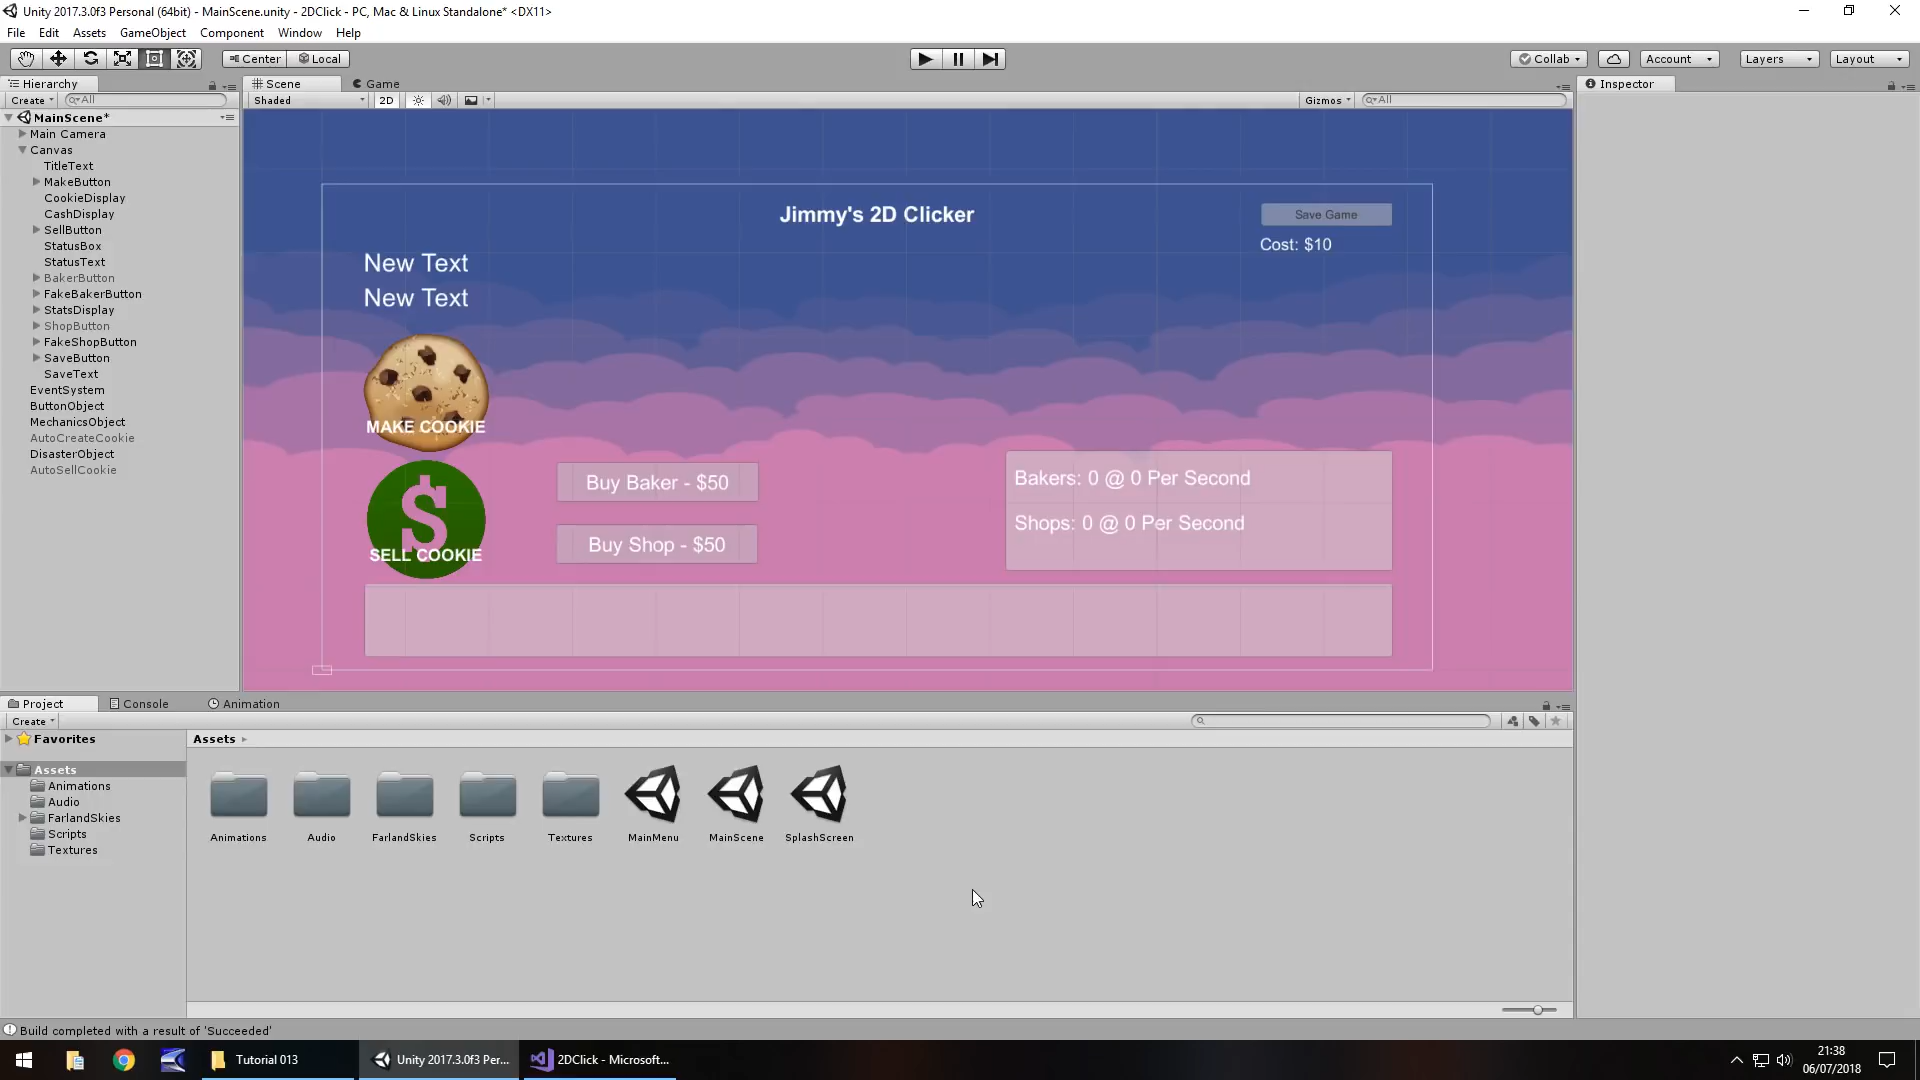 Unity 2017.3.0f3 Personal (64bit) - MainScene.unity - 2DClick - PC, Mac & Linux Standalone* <DX11>
File Edit Assets GameObject Component Window Help
Center Local Collab Account Layers Layout
Hierarchy Scene Game Inspector
Create All Shaded 2D Gizmos All
MainScene*
Main Camera
Canvas
TitleText
MakeButton
CookieDisplay
CashDisplay
SellButton
StatusBox
StatusText
BakerButton
FakeBakerButton
StatsDisplay
ShopButton
FakeShopButton
SaveButton
SaveText
EventSystem
ButtonObject
MechanicsObject
AutoCreateCookie
DisasterObject
AutoSellCookie
Jimmy's 2D Clicker
Save Game
Cost: $10
New Text
New Text
MAKE COOKIE
$
SELL COOKIE
Buy Baker - $50
Buy Shop - $50
Bakers: 0 @ 0 Per Second
Shops: 0 @ 0 Per Second
Project Console Animation
Create
Favorites
Assets
Animations
Audio
FarlandSkies
Scripts
Textures
Assets
Animations Audio FarlandSkies Scripts Textures MainMenu MainScene SplashScreen
Build completed with a result of 'Succeeded'
Tutorial 013 Unity 2017.3.0f3 Per... 2DClick - Microsoft...
21:38
06/07/2018